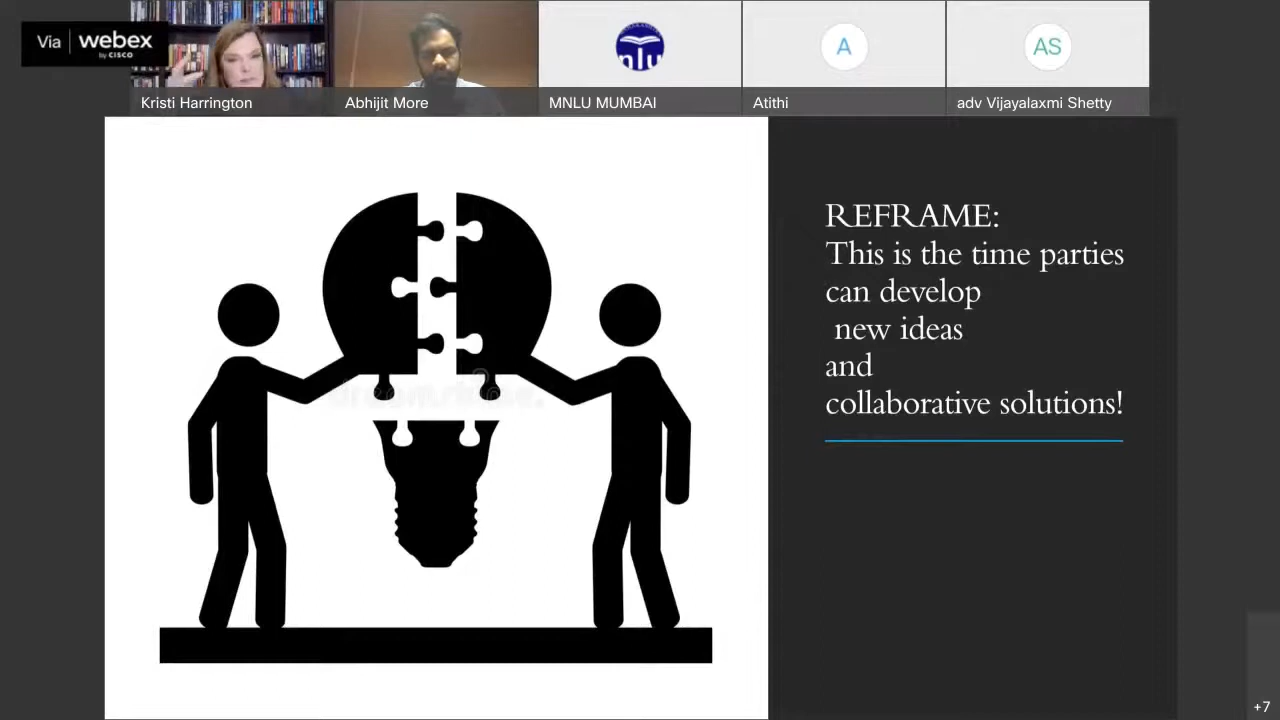 Via webex
by CISCO
Kristi Harrington
Abhijit More
MNLU MUMBAI
A
Atithi
AS
adv Vijayalaxmi Shetty
REFRAME:
This is the time parties
can develop
new ideas
and
collaborative solutions!
+7